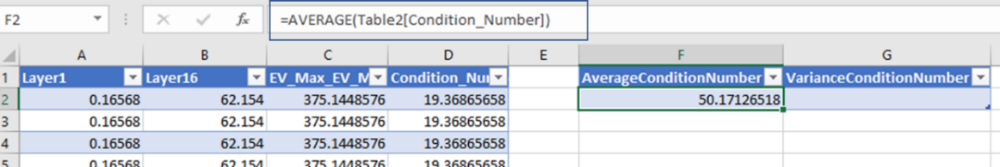 F2 fx =AVERAGE(Table2[Condition_Number])
A B C D E F G
1 Layer1 Layer16 EV_Max_EV_M Condition_Nu AverageConditionNumber VarianceConditionNumber
2 0.16568 62.154 375.1448576 19.36865658 50.17126518
3 0.16568 62.154 375.1448576 19.36865658
4 0.16568 62.154 375.1448576 19.36865658
5 0.16568 62.154 375.1448576 19.36865658